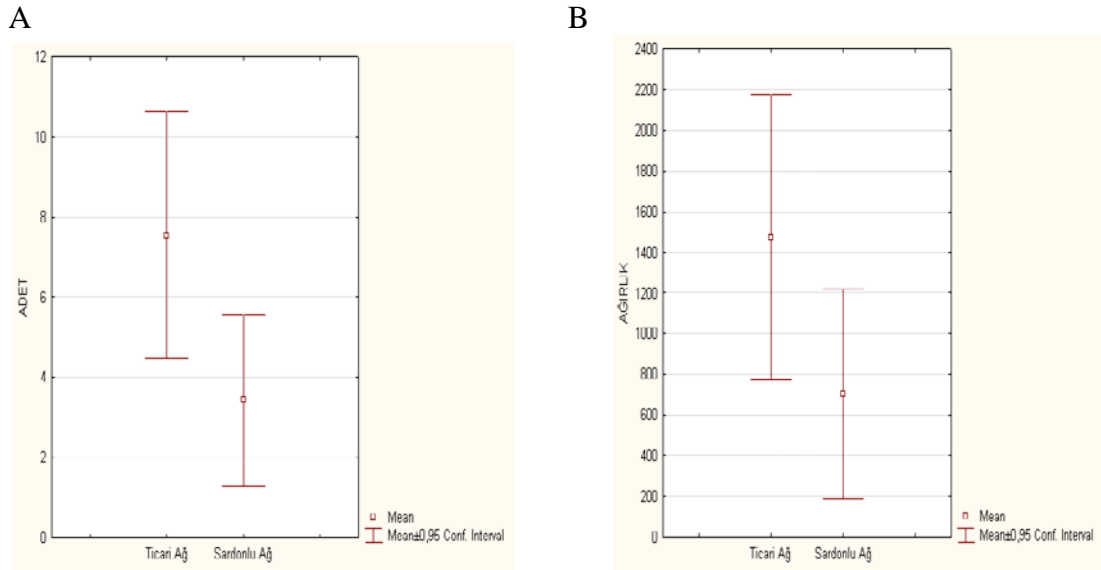 A
12
10
8
6
4
2
0
ADET
Ticari Ağ
Sardonlu Ağ
Mean
Mean±0,95 Conf. Interval
B
2400
2200
2000
1800
1600
1400
1200
1000
800
600
400
200
0
AĞIRLIK
Ticari Ağ
Sardonlu Ağ
Mean
Mean±0,95 Conf. Interval